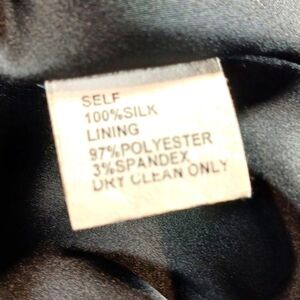 SELF
100%SILK
LINING
97%POLYESTER
3%SPANDEX
DRY CLEAN ONLY